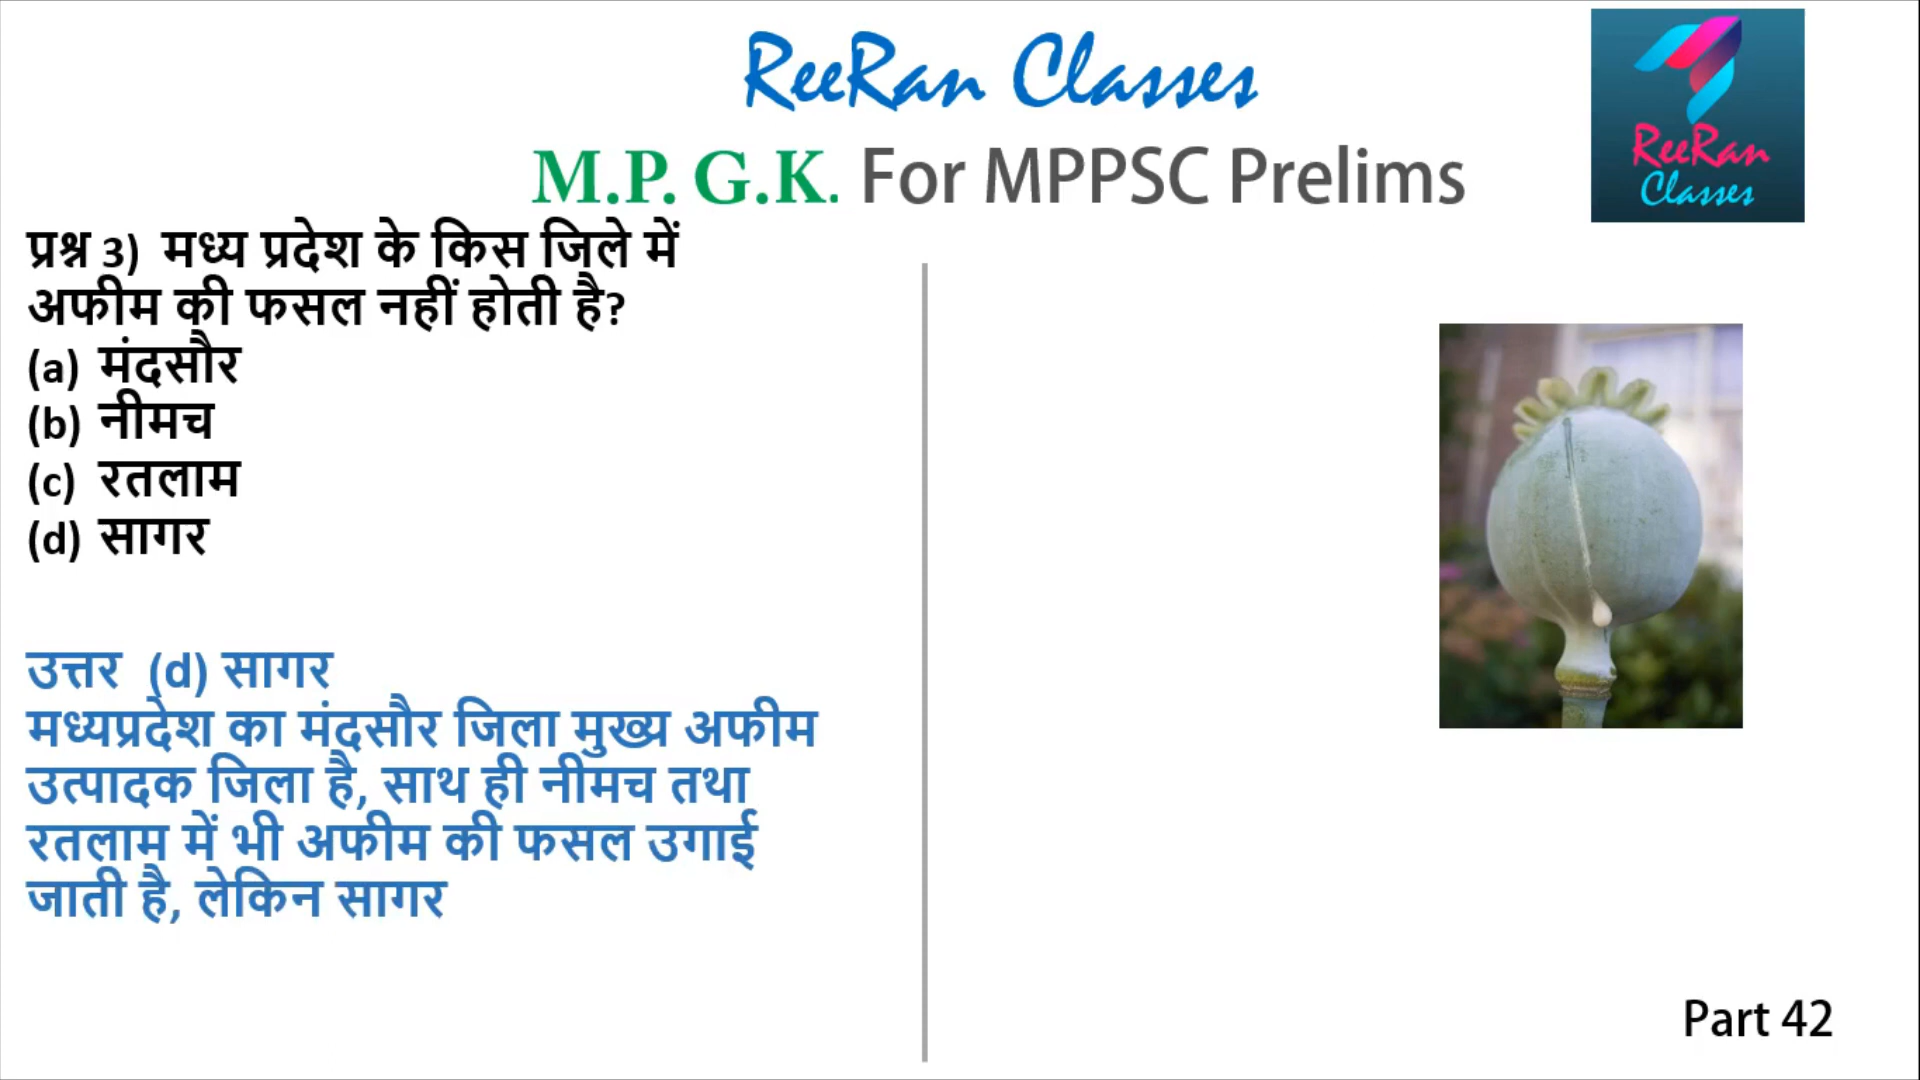 ReeRan Classes
M.P. G.K. For MPPSC Prelims
ReeRan
Classes
प्रश्न 3) मध्य प्रदेश के किस जिले में
अफीम की फसल नहीं होती है?
(a) मंदसौर
(b) नीमच
(c) रतलाम
(d) सागर
उत्तर (d) सागर
मध्यप्रदेश का मंदसौर जिला मुख्य अफीम
उत्पादक जिला है, साथ ही नीमच तथा
रतलाम में भी अफीम की फसल उगाई
जाती है, लेकिन सागर
Part 42